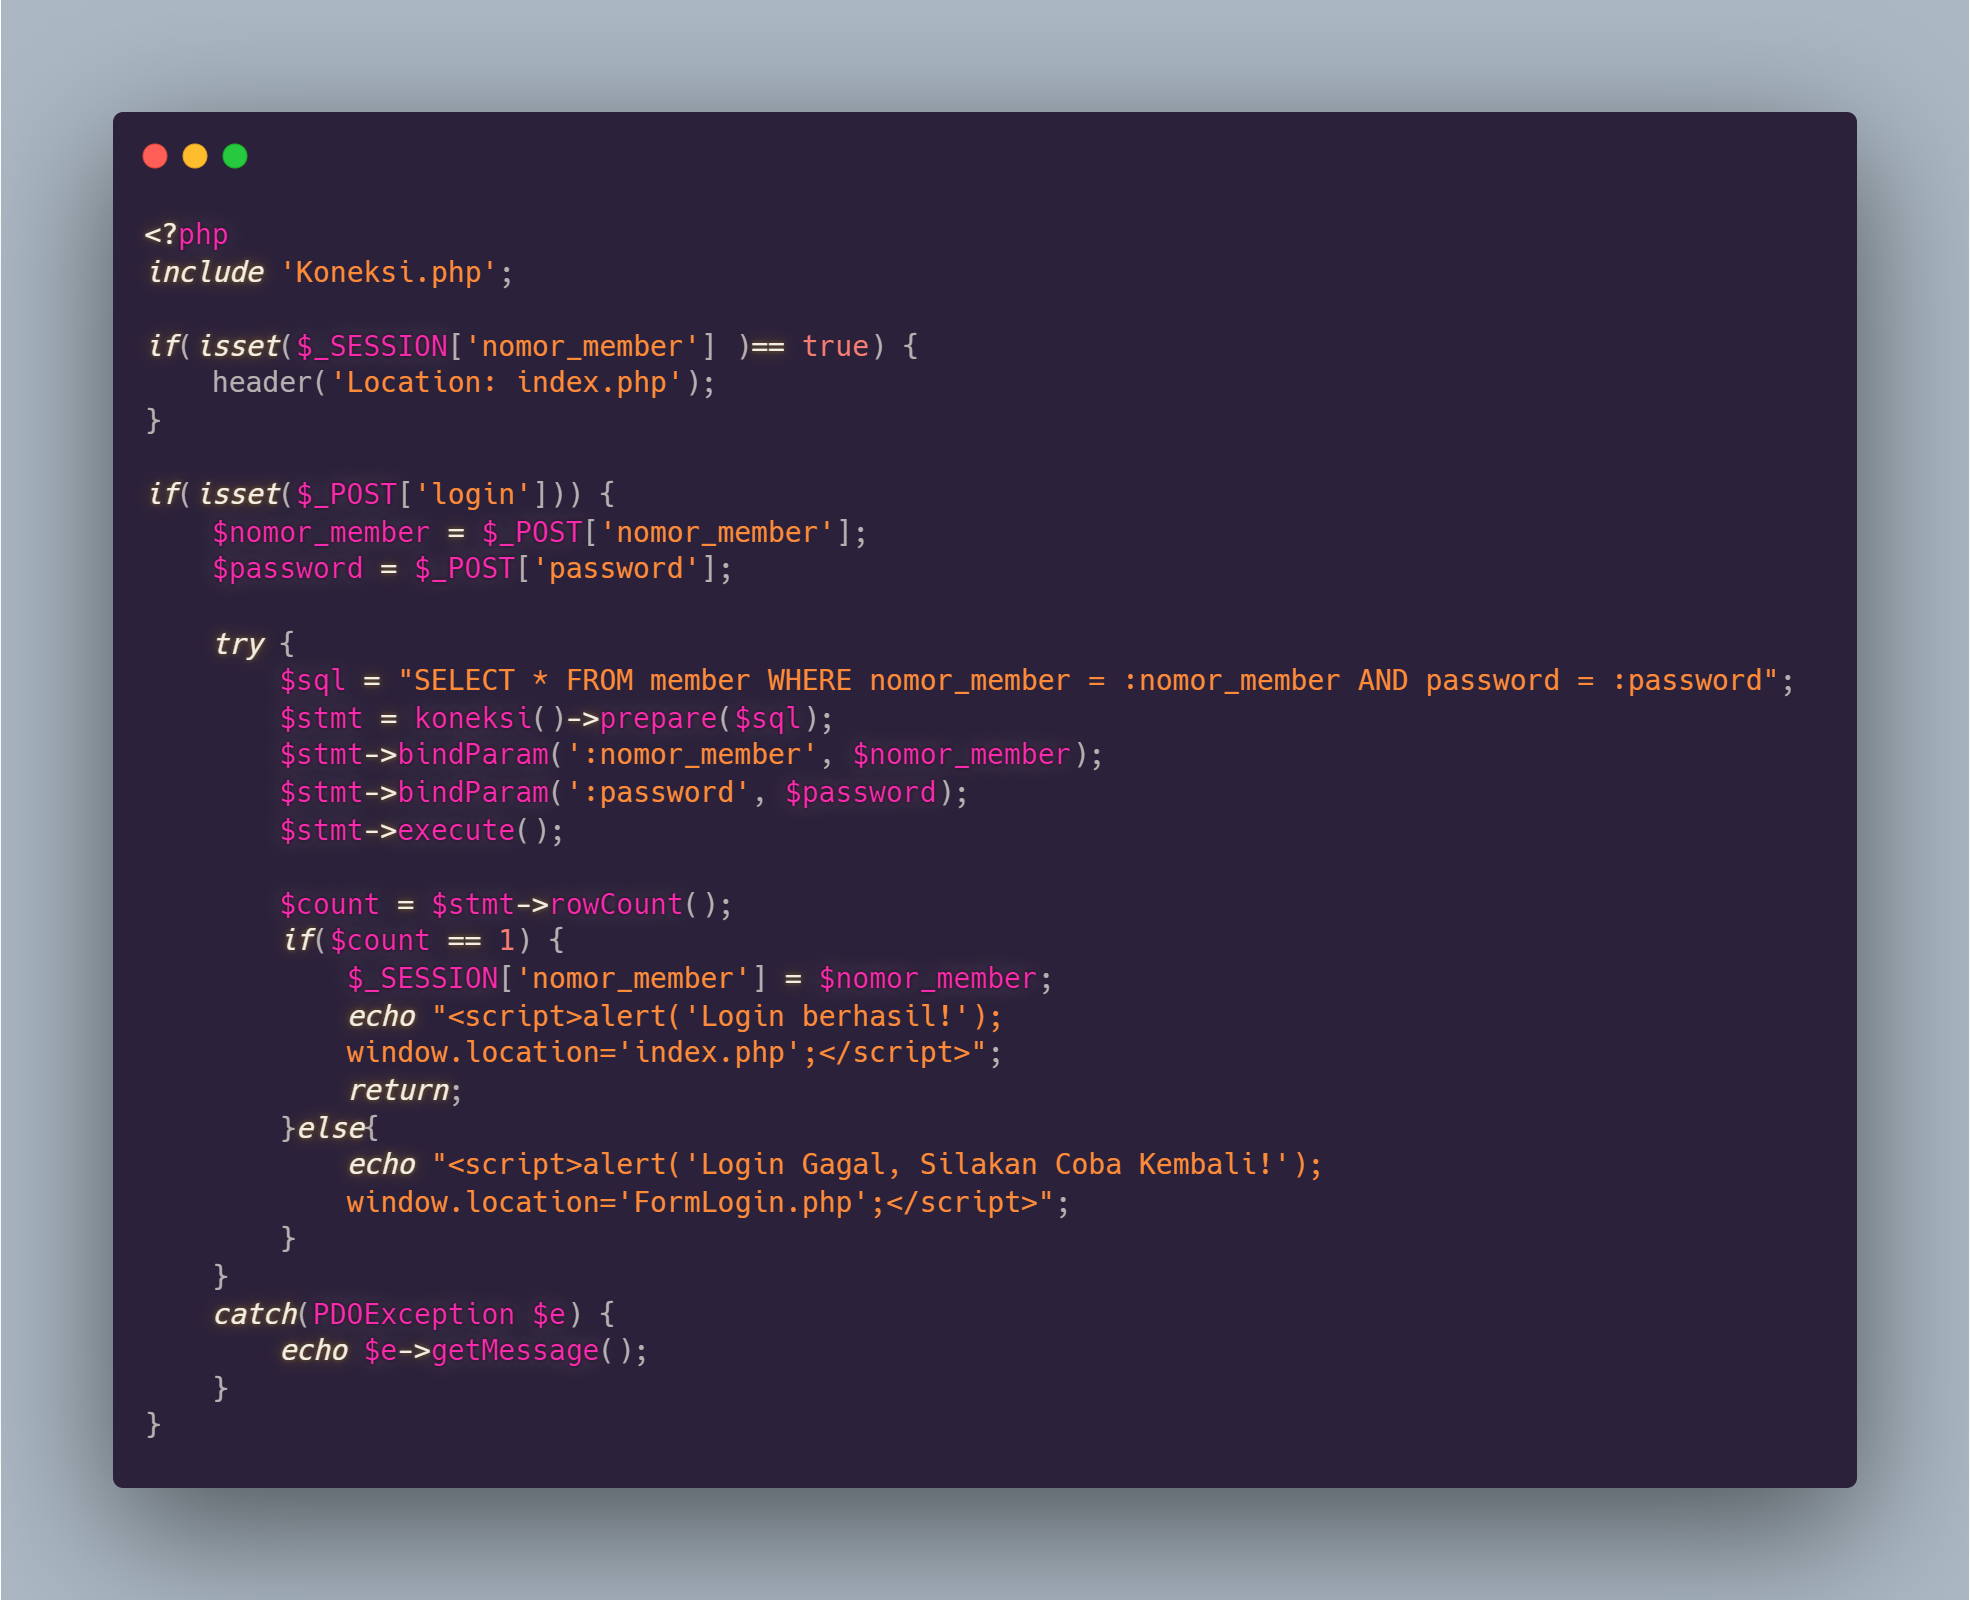 <?php
include 'Koneksi.php';
if(isset($_SESSION['nomor_member'] )== true) {
    header('Location: index.php');
}
if(isset($_POST['login'])) {
    $nomor_member = $_POST['nomor_member'];
    $password = $_POST['password'];
    try {
        $sql = "SELECT * FROM member WHERE nomor_member = :nomor_member AND password = :password";
        $stmt = koneksi()->prepare($sql);
        $stmt->bindParam(':nomor_member', $nomor_member);
        $stmt->bindParam(':password', $password);
        $stmt->execute();
        $count = $stmt->rowCount();
        if($count == 1) {
            $_SESSION['nomor_member'] = $nomor_member;
            echo "<script>alert('Login berhasil!');
            window.location='index.php';</script>";
            return;
        }else{
            echo "<script>alert('Login Gagal, Silakan Coba Kembali!');
            window.location='FormLogin.php';</script>";
        }
    }
    catch(PDOException $e) {
        echo $e->getMessage();
    }
}